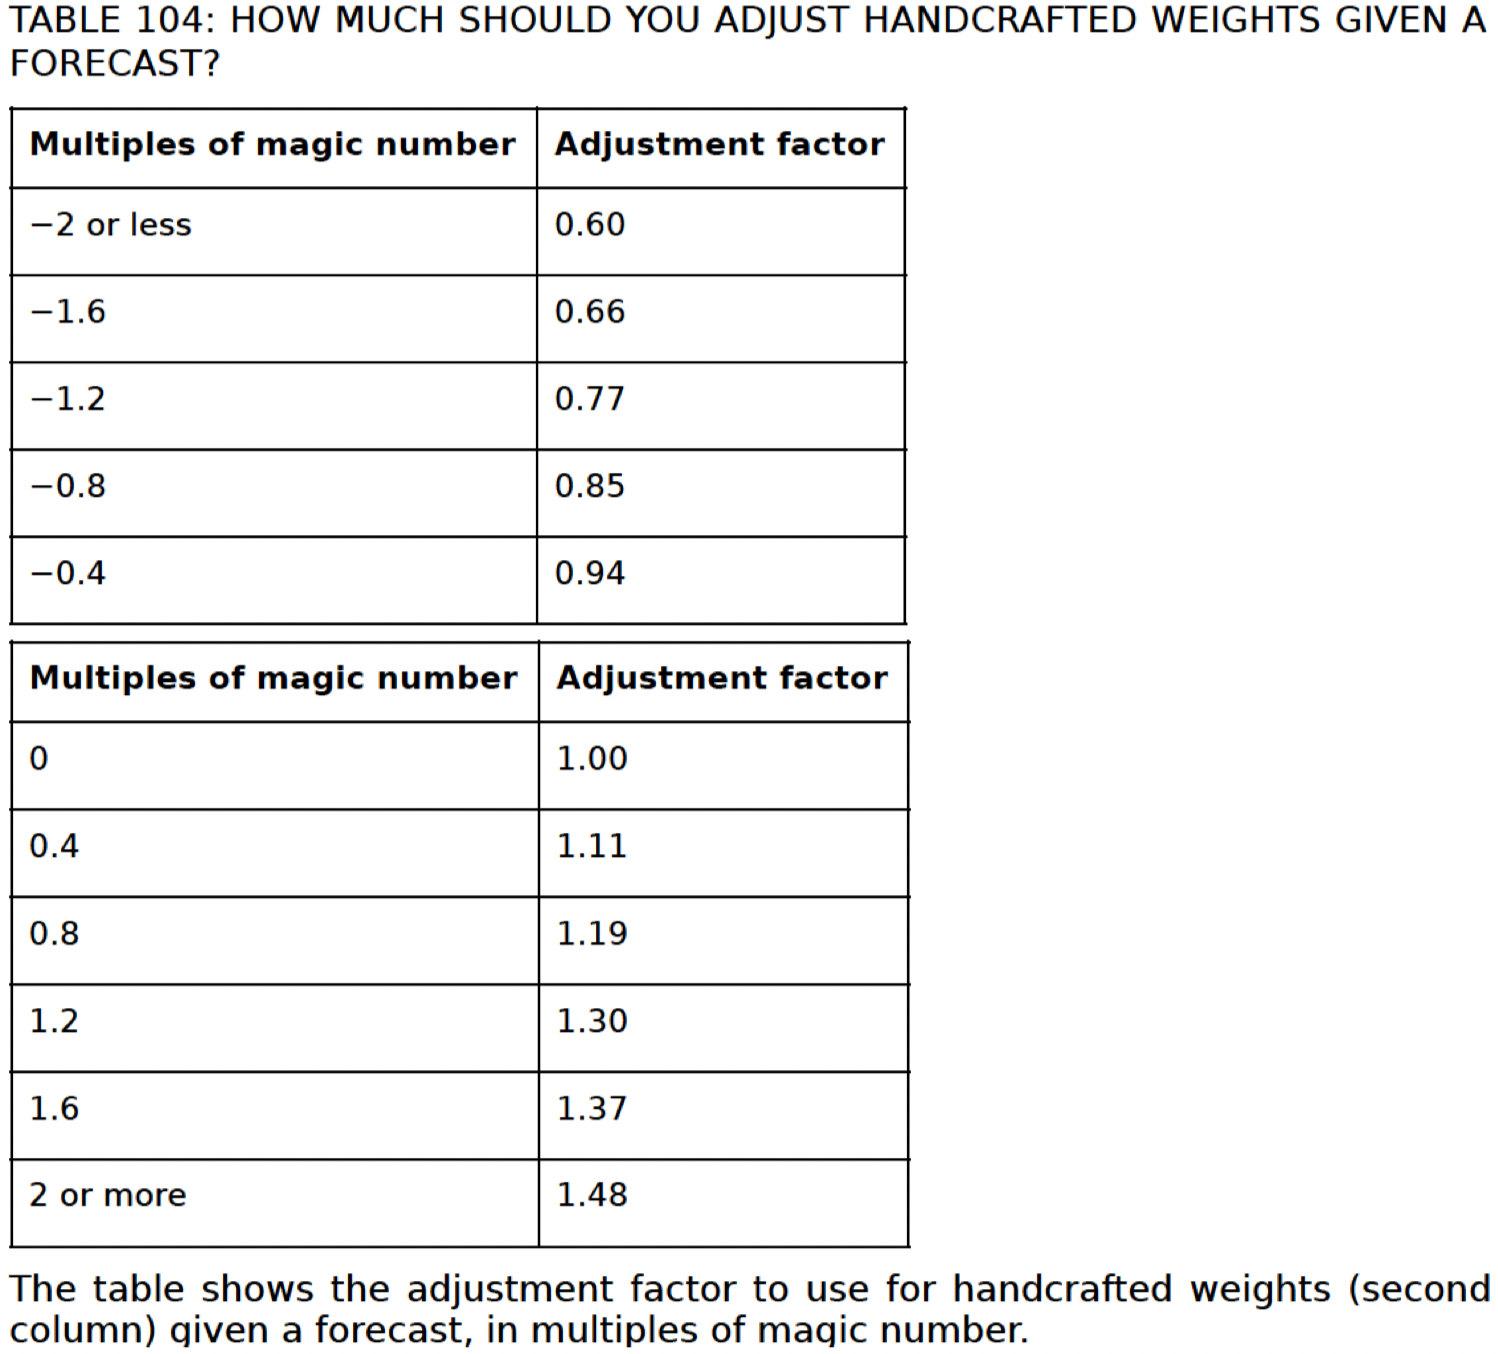 TABLE 104: HOW MUCH SHOULD YOU ADJUST HANDCRAFTED WEIGHTS GIVEN A
FORECAST?
Multiples of magic number Adjustment factor
−2 or less 0.60
−1.6 0.66
−1.2 0.77
−0.8 0.85
−0.4 0.94
Multiples of magic number Adjustment factor
0 1.00
0.4 1.11
0.8 1.19
1.2 1.30
1.6 1.37
2 or more 1.48
The table shows the adjustment factor to use for handcrafted weights (second
column) given a forecast, in multiples of magic number.